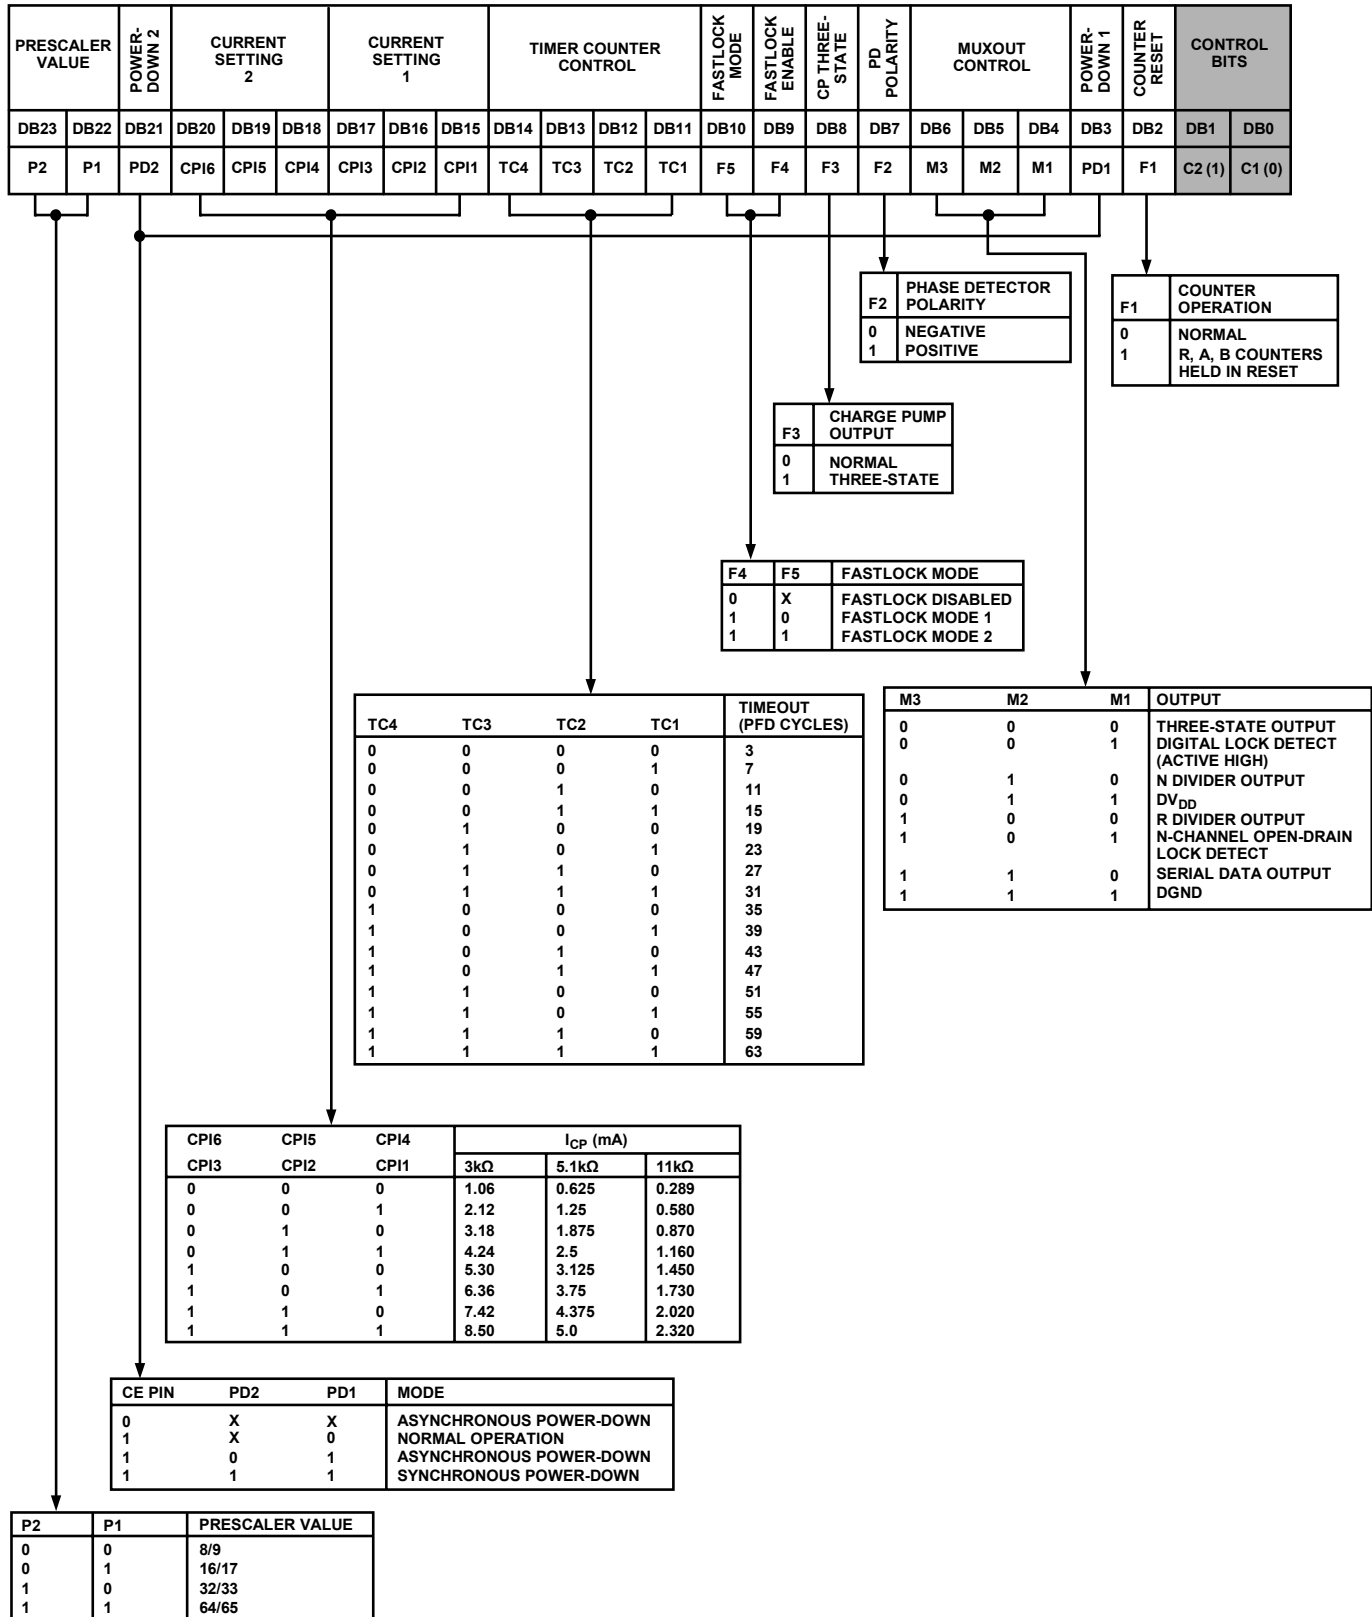 PRESCALER VALUE POWER-DOWN 2 CURRENT SETTING 2 CURRENT SETTING 1 TIMER COUNTER CONTROL FASTLOCK MODE FASTLOCK ENABLE CP THREE-STATE PD POLARITY MUXOUT CONTROL POWER-DOWN 1 COUNTER RESET CONTROL BITS
DB23 DB22 DB21 DB20 DB19 DB18 DB17 DB16 DB15 DB14 DB13 DB12 DB11 DB10 DB9 DB8 DB7 DB6 DB5 DB4 DB3 DB2 DB1 DB0
P2 P1 PD2 CPI6 CPI5 CPI4 CPI3 CPI2 CPI1 TC4 TC3 TC2 TC1 F5 F4 F3 F2 M3 M2 M1 PD1 F1 C2 (1) C1 (0)
F2 PHASE DETECTOR POLARITY
0 NEGATIVE
1 POSITIVE
F1 COUNTER OPERATION
0 NORMAL
1 R, A, B COUNTERS
HELD IN RESET
F3 CHARGE PUMP OUTPUT
0 NORMAL
1 THREE-STATE
F4 F5 FASTLOCK MODE
0 X FASTLOCK DISABLED
1 0 FASTLOCK MODE 1
1 1 FASTLOCK MODE 2
M3 M2 M1 OUTPUT
0 0 0 THREE-STATE OUTPUT
0 0 1 DIGITAL LOCK DETECT
(ACTIVE HIGH)
0 1 0 N DIVIDER OUTPUT
0 1 1 DVDD
1 0 0 R DIVIDER OUTPUT
1 0 1 N-CHANNEL OPEN-DRAIN
LOCK DETECT
1 1 0 SERIAL DATA OUTPUT
1 1 1 DGND
TC4 TC3 TC2 TC1 TIMEOUT (PFD CYCLES)
0 0 0 0 3
0 0 0 1 7
0 0 1 0 11
0 0 1 1 15
0 1 0 0 19
0 1 0 1 23
0 1 1 0 27
0 1 1 1 31
1 0 0 0 35
1 0 0 1 39
1 0 1 0 43
1 0 1 1 47
1 1 0 0 51
1 1 0 1 55
1 1 1 0 59
1 1 1 1 63
CPI6 CPI5 CPI4 ICP (mA)
CPI3 CPI2 CPI1 3kΩ 5.1kΩ 11kΩ
0 0 0 1.06 0.625 0.289
0 0 1 2.12 1.25 0.580
0 1 0 3.18 1.875 0.870
0 1 1 4.24 2.5 1.160
1 0 0 5.30 3.125 1.450
1 0 1 6.36 3.75 1.730
1 1 0 7.42 4.375 2.020
1 1 1 8.50 5.0 2.320
CE PIN PD2 PD1 MODE
0 X X ASYNCHRONOUS POWER-DOWN
1 X 0 NORMAL OPERATION
1 0 1 ASYNCHRONOUS POWER-DOWN
1 1 1 SYNCHRONOUS POWER-DOWN
P2 P1 PRESCALER VALUE
0 0 8/9
0 1 16/17
1 0 32/33
1 1 64/65